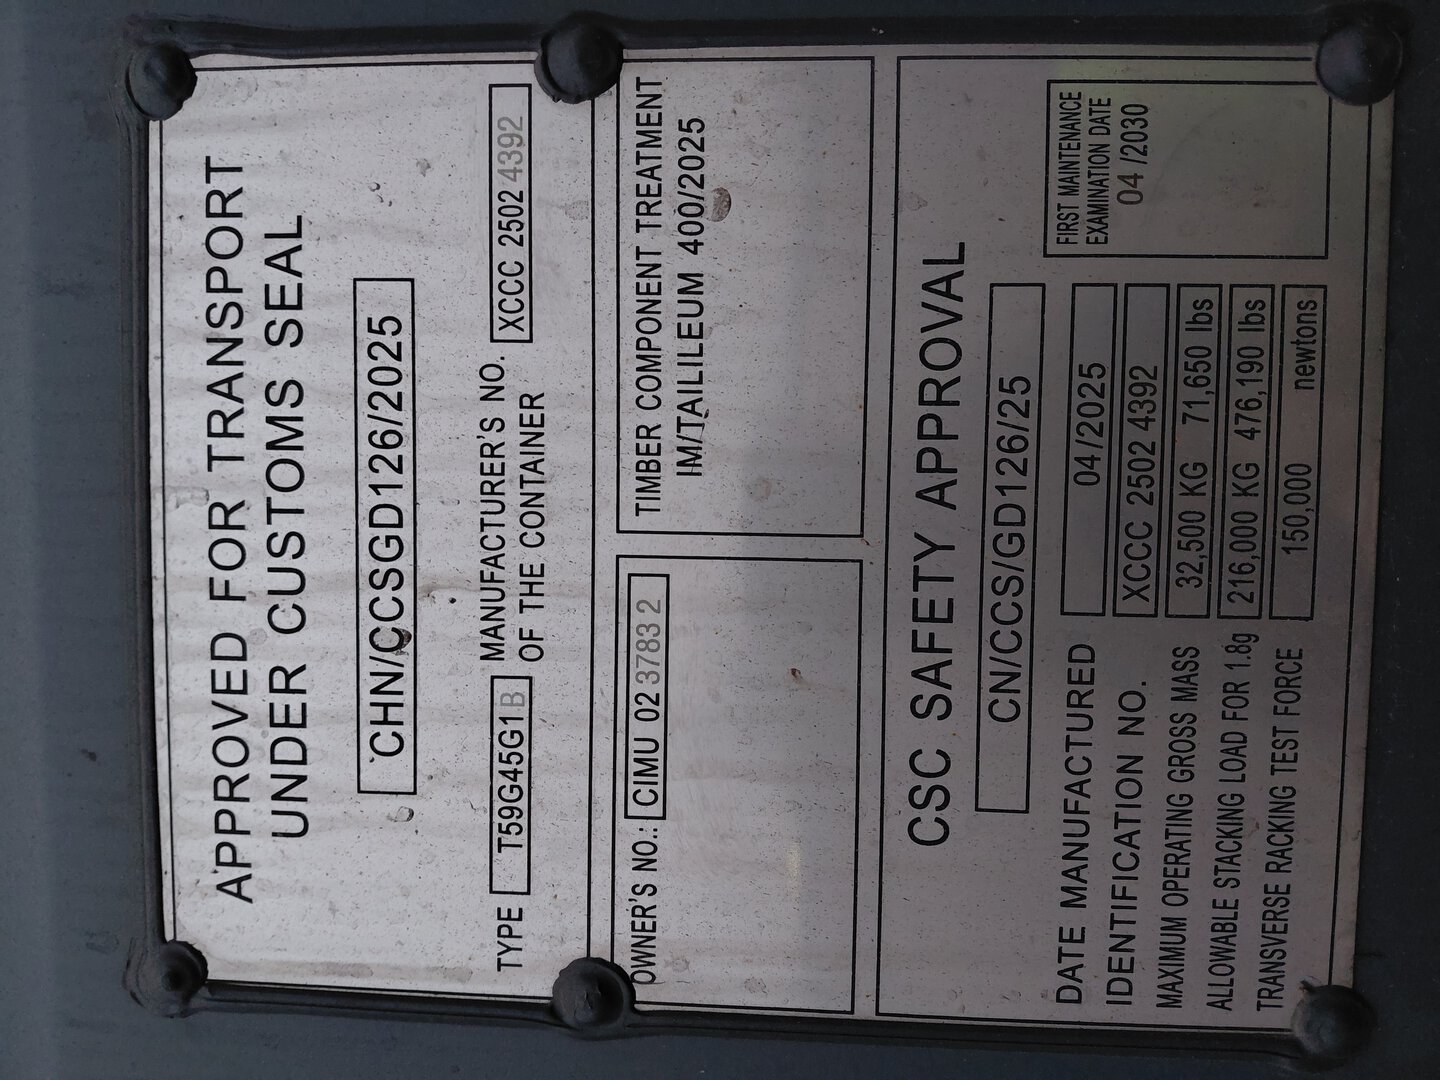 APPROVED FOR TRANSPORT
UNDER CUSTOMS SEAL
CHN/CCSGD126/2025
TYPE T59G45G1B MANUFACTURER'S NO. XCCC 2502 4392
OF THE CONTAINER
OWNER'S NO.: CIMU 02 3783 2
TIMBER COMPONENT TREATMENT
IM/TAILILEUM 400/2025
CSC SAFETY APPROVAL
CN/CCS/GD126/25
DATE MANUFACTURED 04/2025
IDENTIFICATION NO. XCCC 2502 4392
MAXIMUM OPERATING GROSS MASS 32,500 KG 71,650 lbs
ALLOWABLE STACKING LOAD FOR 1.8g 216,000 KG 476,190 lbs
TRANSVERSE RACKING TEST FORCE 150,000 newtons
FIRST MAINTENANCE
EXAMINATION DATE
04 /2030